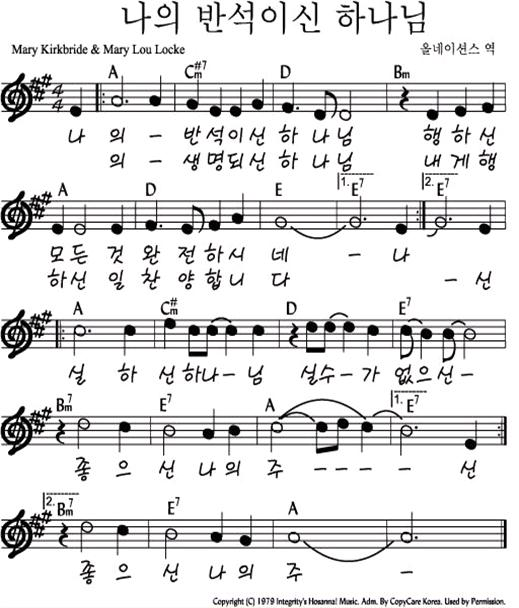 나의 반석이신 하나님
Mary Kirkbride & Mary Lou Locke
올네이션스 역
A C#m7 D Bm
4/4
나 의 - 반석이신 하 나님 행 하신
의 - 생명되신 하 나님 내 게 행
A D E 1. E7 2. E7
모든 것 완 전 하시 네 - 나
하신 일 찬 양 합니 다 - 신
A C#m D E7
실 하 신하나- 님 실수-가 없으신-
Bm7 E7 A 1. E7
좋 으 신 나 의 주 - - - - 신
2. Bm7 E7 A
좋 으 신 나 의 주 -
Copyright (C) 1979 Integrity's Hosanna! Music. Adm. By CopyCare Korea. Used by Permission.